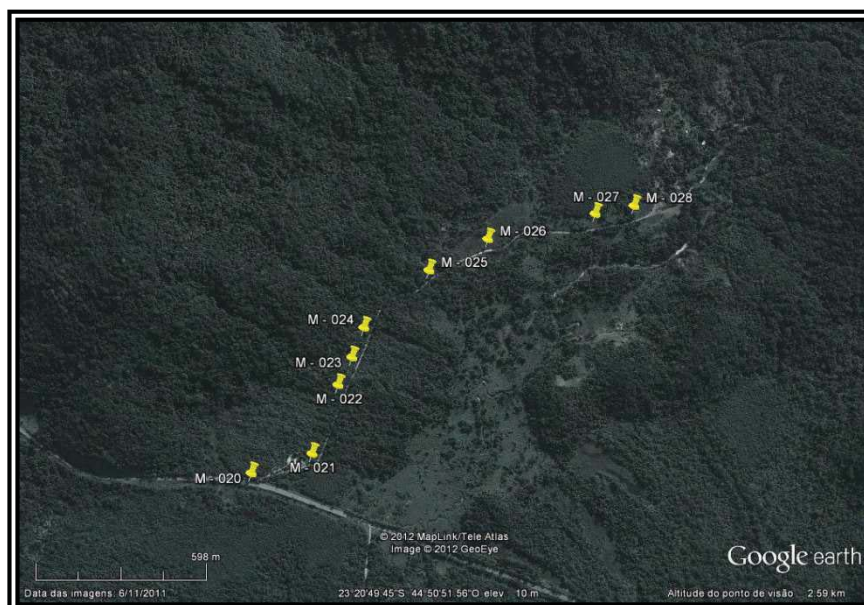 M - 027
M - 028
M - 026
M - 025
M - 024
M - 023
M - 022
M - 021
M - 020
© 2012 MapLink/Tele Atlas
Image © 2012 GeoEye
598 m
Google earth
Data das imagens: 6/11/2011
23°20'49.45"S 44°50'51.56"O elev 10 m
Altitude do ponto de visão 2.59 km